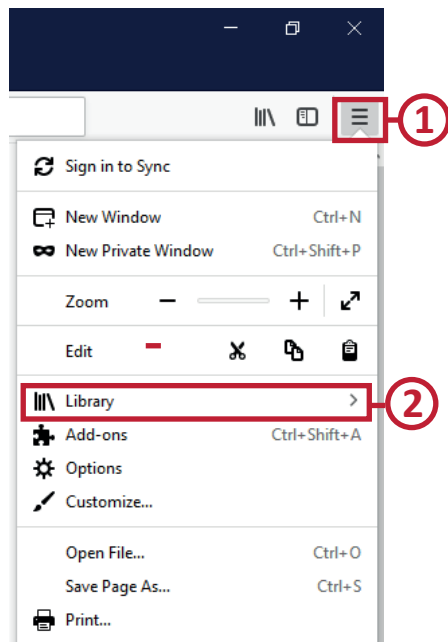 1
Sign in to Sync
New Window Ctrl+N
New Private Window Ctrl+Shift+P
Zoom
Edit
Library 2
Add-ons Ctrl+Shift+A
Options
Customize...
Open File... Ctrl+O
Save Page As... Ctrl+S
Print...